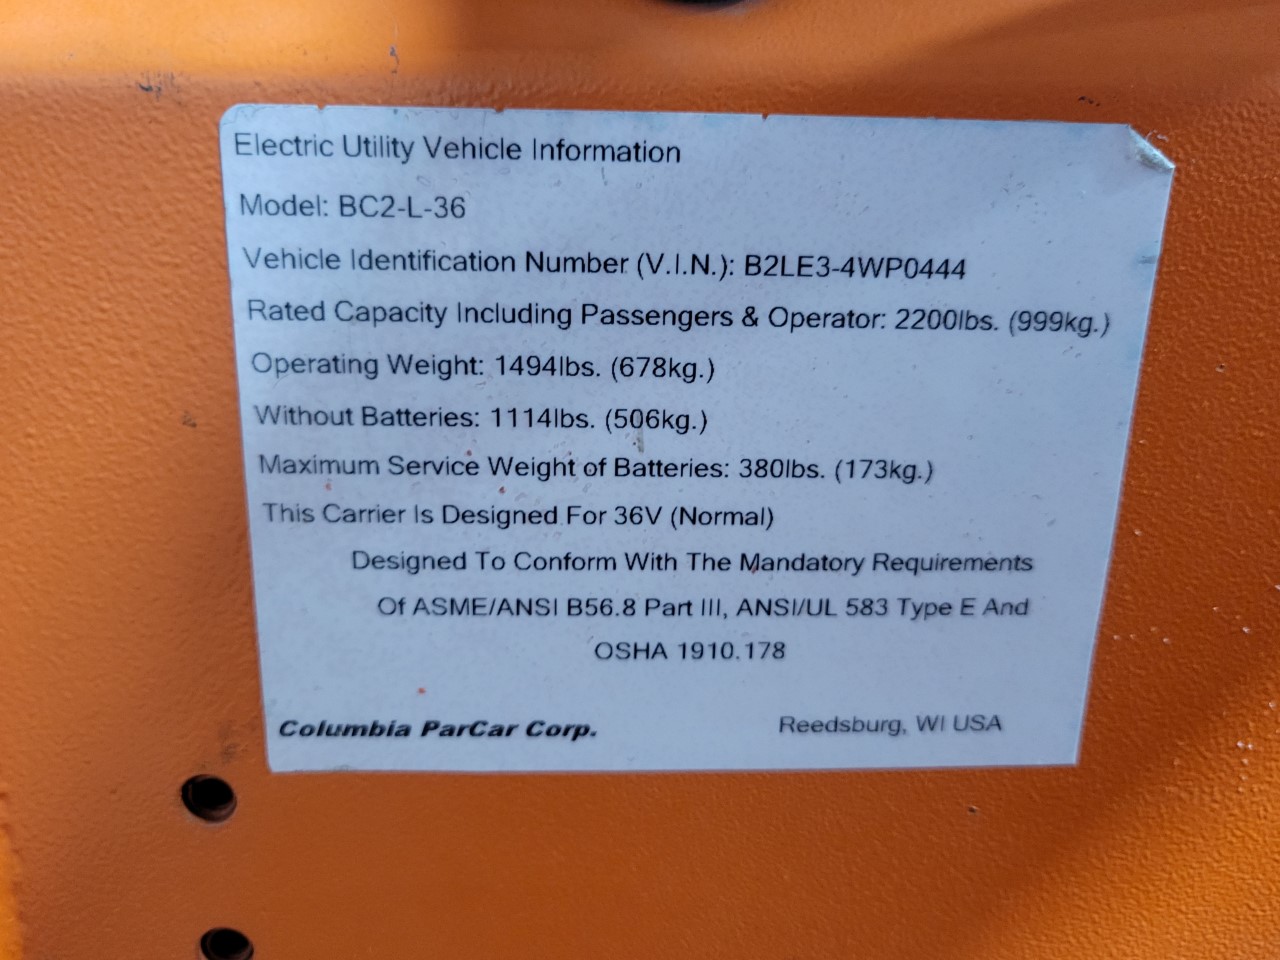 Electric Utility Vehicle Information
Model: BC2-L-36
Vehicle Identification Number (V.I.N.): B2LE3-4WP0444
Rated Capacity Including Passengers & Operator: 2200lbs. (999kg.)
Operating Weight: 1494lbs. (678kg.)
Without Batteries: 1114lbs. (506kg.)
Maximum Service Weight of Batteries: 380lbs. (173kg.)
This Carrier Is Designed For 36V (Normal)
Designed To Conform With The Mandatory Requirements
Of ASME/ANSI B56.8 Part III, ANSI/UL 583 Type E And
OSHA 1910.178
Columbia ParCar Corp. Reedsburg, WI USA